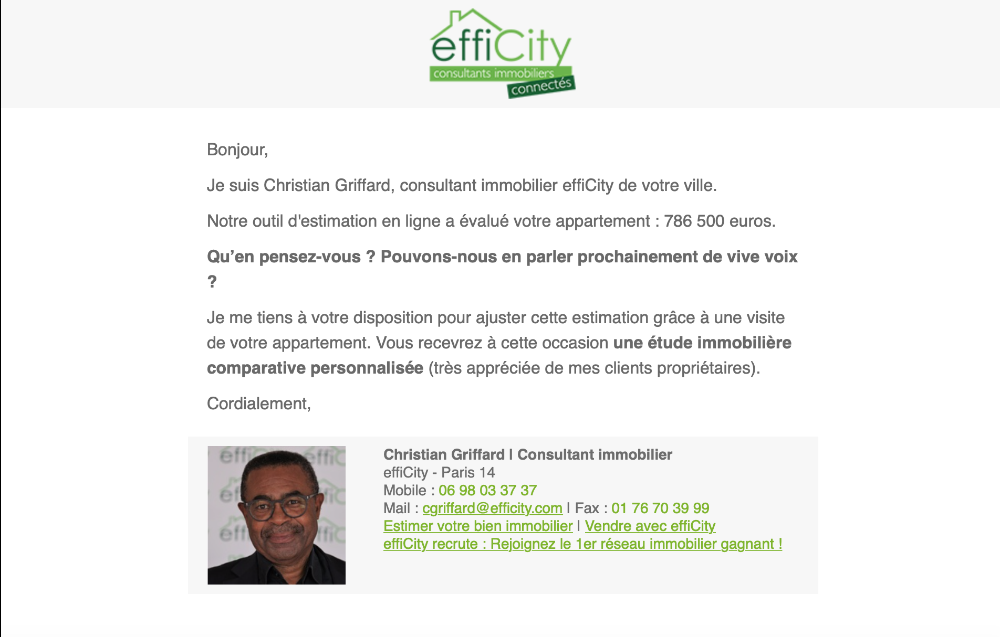 effiCity
consultants immobiliers
connectés
Bonjour,
Je suis Christian Griffard, consultant immobilier effiCity de votre ville.
Notre outil d'estimation en ligne a évalué votre appartement : 786 500 euros.
Qu’en pensez-vous ? Pouvons-nous en parler prochainement de vive voix
?
Je me tiens à votre disposition pour ajuster cette estimation grâce à une visite
de votre appartement. Vous recevrez à cette occasion une étude immobilière
comparative personnalisée (très appréciée de mes clients propriétaires).
Cordialement,
Christian Griffard | Consultant immobilier
effiCity - Paris 14
Mobile : 06 98 03 37 37
Mail : cgriffard@efficity.com | Fax : 01 76 70 39 99
Estimer votre bien immobilier | Vendre avec effiCity
effiCity recrute : Rejoignez le 1er réseau immobilier gagnant !